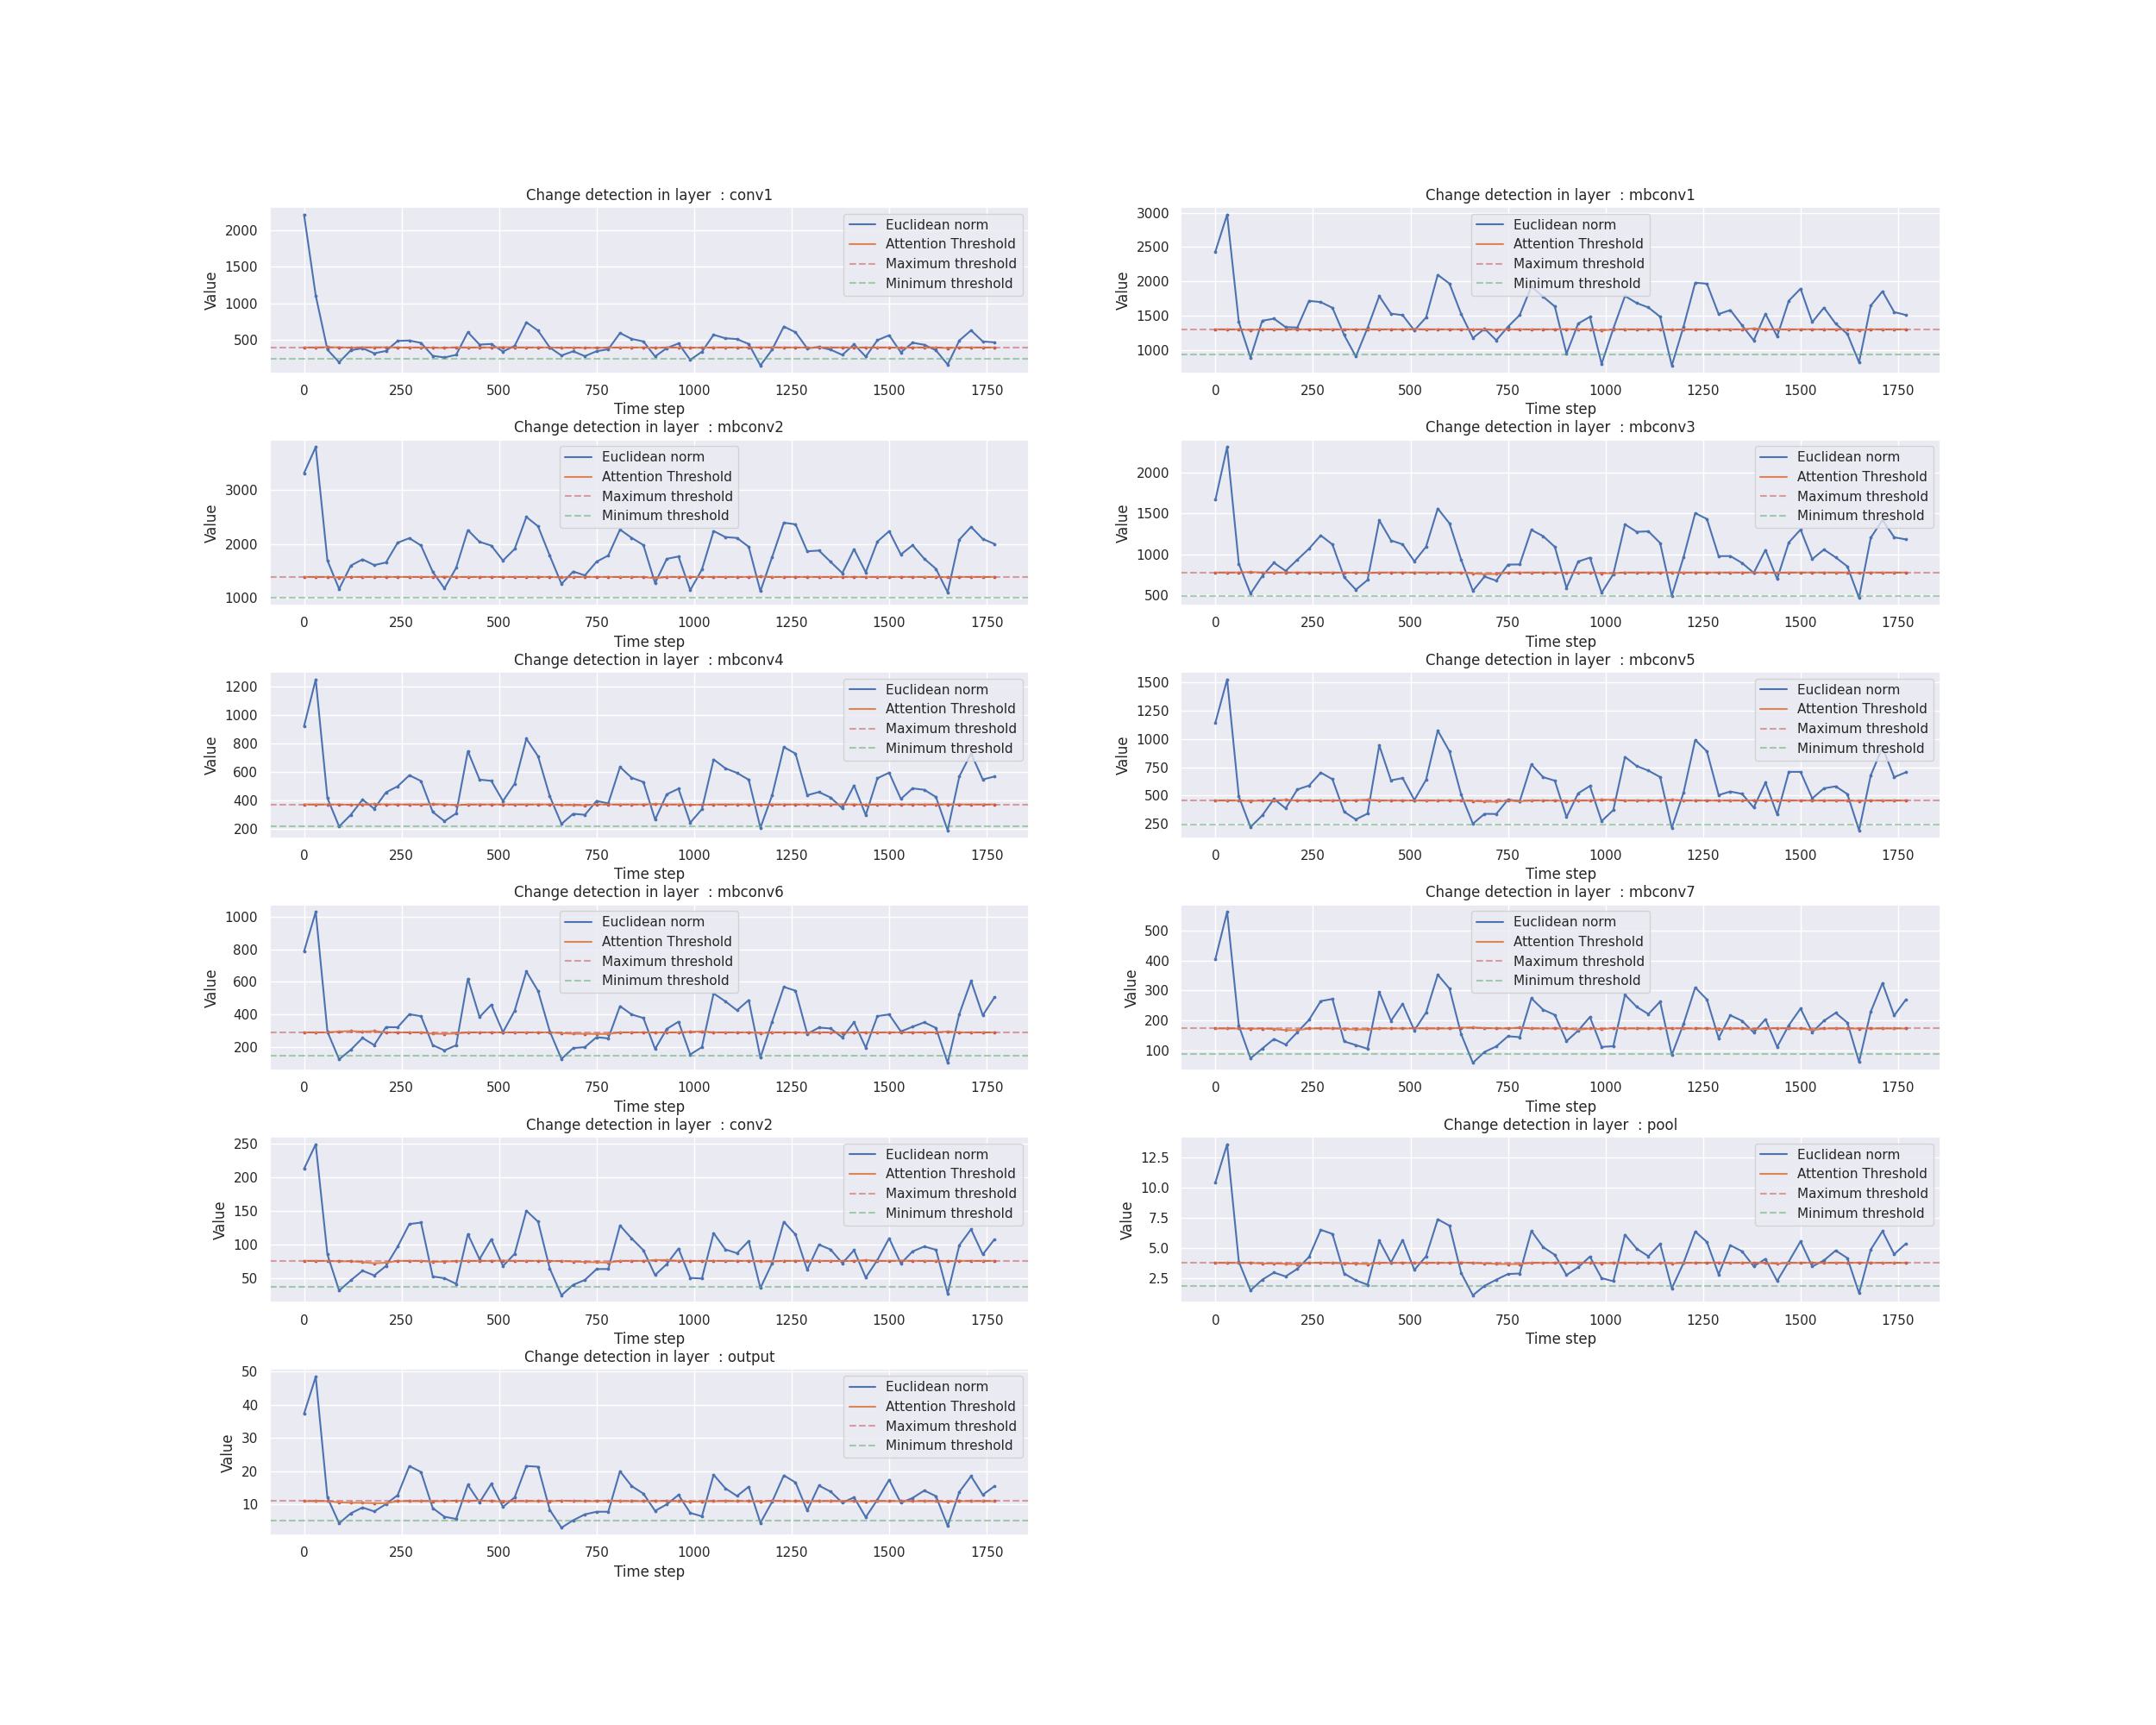 Change detection in layer  : conv1
Value
2000
1500
1000
500
Euclidean norm
Attention Threshold
Maximum threshold
Minimum threshold
0 250 500 750 1000 1250 1500 1750
Time step
Change detection in layer  : mbconv1
Value
3000
2500
2000
1500
1000
Euclidean norm
Attention Threshold
Maximum threshold
Minimum threshold
0 250 500 750 1000 1250 1500 1750
Time step
Change detection in layer  : mbconv2
Value
3000
2000
1000
Euclidean norm
Attention Threshold
Maximum threshold
Minimum threshold
0 250 500 750 1000 1250 1500 1750
Time step
Change detection in layer  : mbconv3
Value
2000
1500
1000
500
Euclidean norm
Attention Threshold
Maximum threshold
Minimum threshold
0 250 500 750 1000 1250 1500 1750
Time step
Change detection in layer  : mbconv4
Value
1200
1000
800
600
400
200
Euclidean norm
Attention Threshold
Maximum threshold
Minimum threshold
0 250 500 750 1000 1250 1500 1750
Time step
Change detection in layer  : mbconv5
Value
1500
1250
1000
750
500
250
Euclidean norm
Attention Threshold
Maximum threshold
Minimum threshold
0 250 500 750 1000 1250 1500 1750
Time step
Change detection in layer  : mbconv6
Value
1000
800
600
400
200
Euclidean norm
Attention Threshold
Maximum threshold
Minimum threshold
0 250 500 750 1000 1250 1500 1750
Time step
Change detection in layer  : mbconv7
Value
500
400
300
200
100
Euclidean norm
Attention Threshold
Maximum threshold
Minimum threshold
0 250 500 750 1000 1250 1500 1750
Time step
Change detection in layer  : conv2
Value
250
200
150
100
50
Euclidean norm
Attention Threshold
Maximum threshold
Minimum threshold
0 250 500 750 1000 1250 1500 1750
Time step
Change detection in layer  : pool
Value
12.5
10.0
7.5
5.0
2.5
Euclidean norm
Attention Threshold
Maximum threshold
Minimum threshold
0 250 500 750 1000 1250 1500 1750
Time step
Change detection in layer  : output
Value
50
40
30
20
10
Euclidean norm
Attention Threshold
Maximum threshold
Minimum threshold
0 250 500 750 1000 1250 1500 1750
Time step